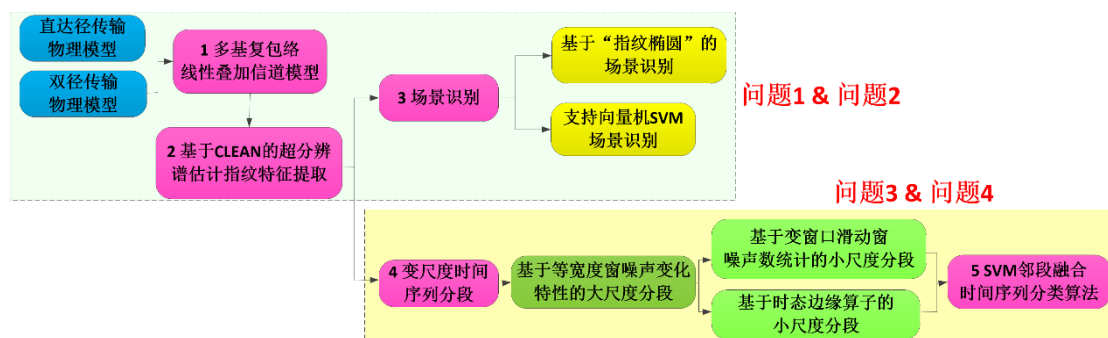 直达径传输
物理模型
双径传输
物理模型
1 多基复包络
线性叠加信道模型
2 基于CLEAN的超分辨
谱估计指纹特征提取
3 场景识别
基于“指纹椭圆”的
场景识别
支持向量机SVM
场景识别
问题1 & 问题2
问题3 & 问题4
4 变尺度时间
序列分段
基于等宽度窗噪声变化
特性的大尺度分段
基于变窗口滑动窗
噪声数统计的小尺度分段
基于时态边缘算子的
小尺度分段
5 SVM邻段融合
时间序列分类算法